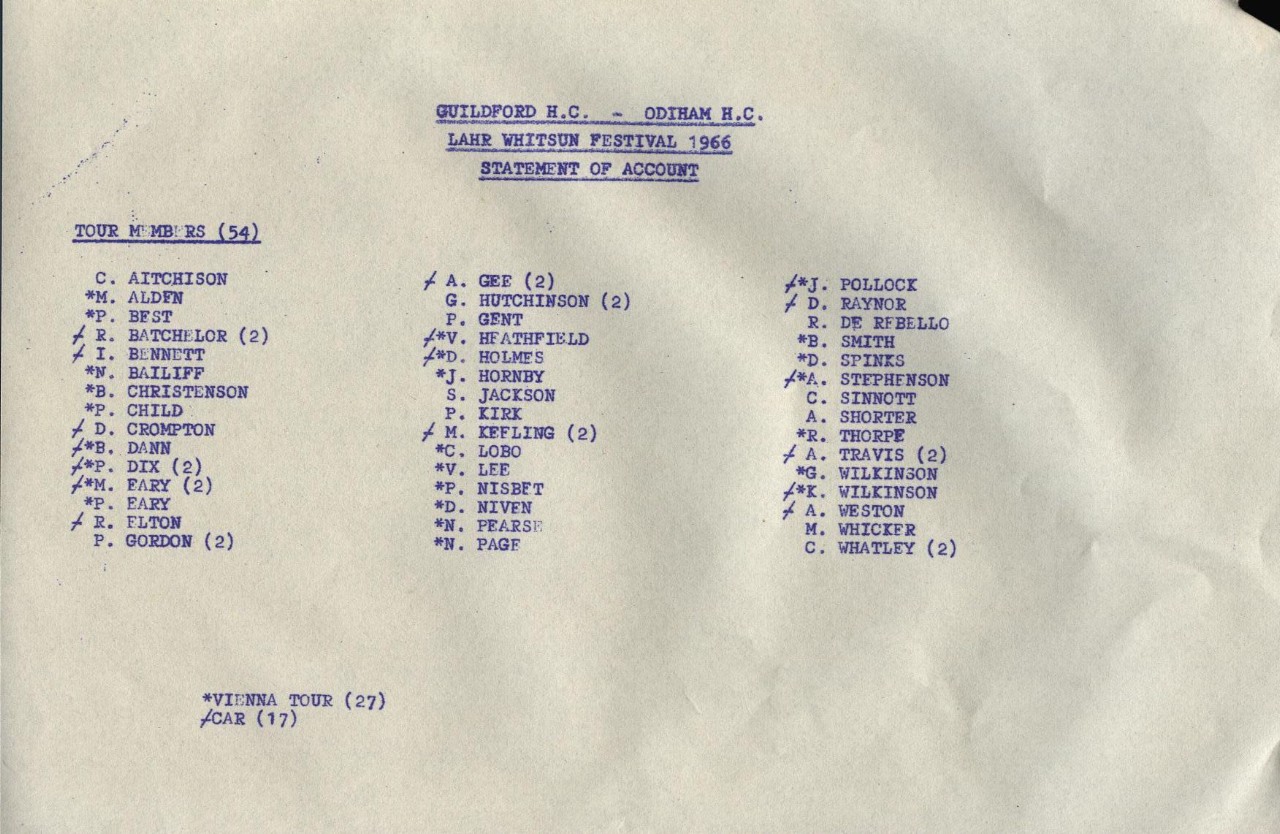 GUILDFORD H.C. - ODIHAM H.C.
LAHR WHITSUN FESTIVAL 1966
STATEMENT OF ACCOUNT
TOUR MEMBERS (54)
C. AITCHISON
*M. ALDEN
*P. BEST
/ R. BATCHELOR (2)
/ I. BENNETT
*N. BAILIFF
*B. CHRISTENSON
*P. CHILD
/ D. CROMPTON
/*B. DANN
/*P. DIX (2)
/*M. EARY (2)
*P. EARY
/ R. ELTON
P. GORDON (2)
/ A. GEE (2)
G. HUTCHINSON (2)
P. GENT
/*V. HEATHFIELD
/*D. HOLMES
*J. HORNBY
S. JACKSON
P. KIRK
/ M. KEELING (2)
*C. LOBO
*V. LEE
*P. NISBET
*D. NIVEN
*N. PEARSE
*N. PAGE
/*J. POLLOCK
/ D. RAYNOR
R. DE REBELLO
*B. SMITH
*D. SPINKS
/*A. STEPHENSON
C. SINNOTT
A. SHORTER
*R. THORPE
/ A. TRAVIS (2)
*G. WILKINSON
/*K. WILKINSON
/ A. WESTON
M. WHICKER
C. WHATLEY (2)
*VIENNA TOUR (27)
/CAR (17)